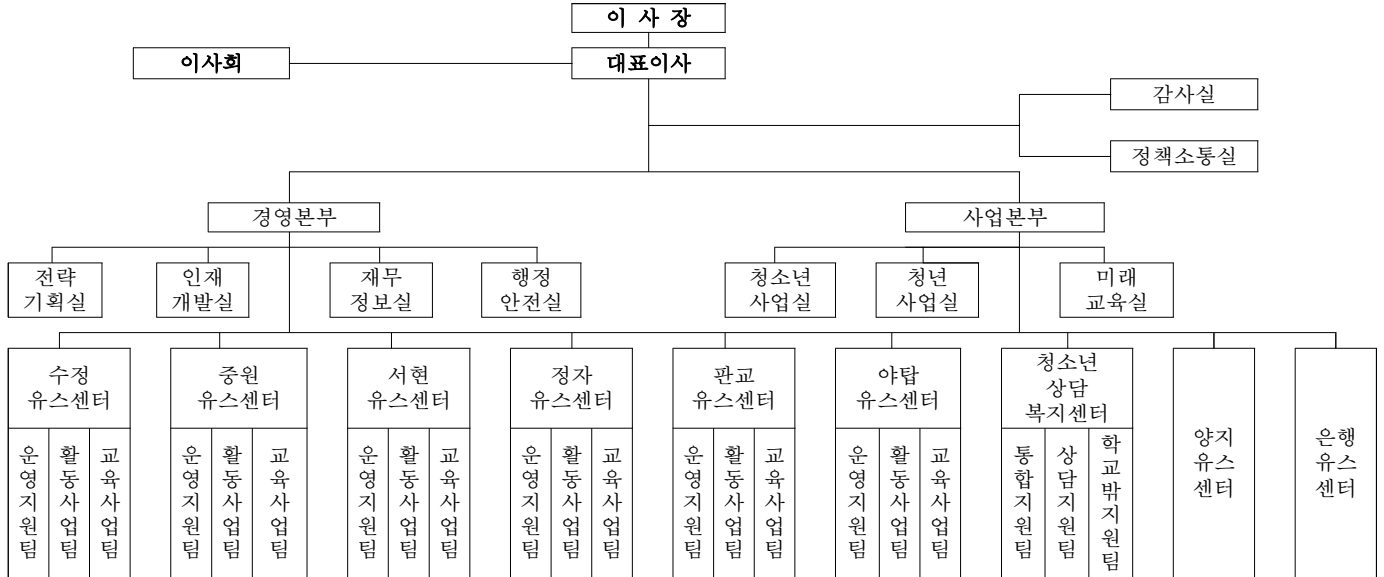 이 사 장
이사회
대표이사
감사실
정책소통실
경영본부
사업본부
전략
기획실
인재
개발실
재무
정보실
행정
안전실
청소년
사업실
청년
사업실
미래
교육실
수정
유스센터
운영지원팀
활동사업팀
교육사업팀
중원
유스센터
운영지원팀
활동사업팀
교육사업팀
서현
유스센터
운영지원팀
활동사업팀
교육사업팀
정자
유스센터
운영지원팀
활동사업팀
교육사업팀
판교
유스센터
운영지원팀
활동사업팀
교육사업팀
야탑
유스센터
운영지원팀
활동사업팀
교육사업팀
청소년
상담
복지센터
통합지원팀
상담지원팀
학교밖지원팀
양지
유스
센터
은행
유스
센터